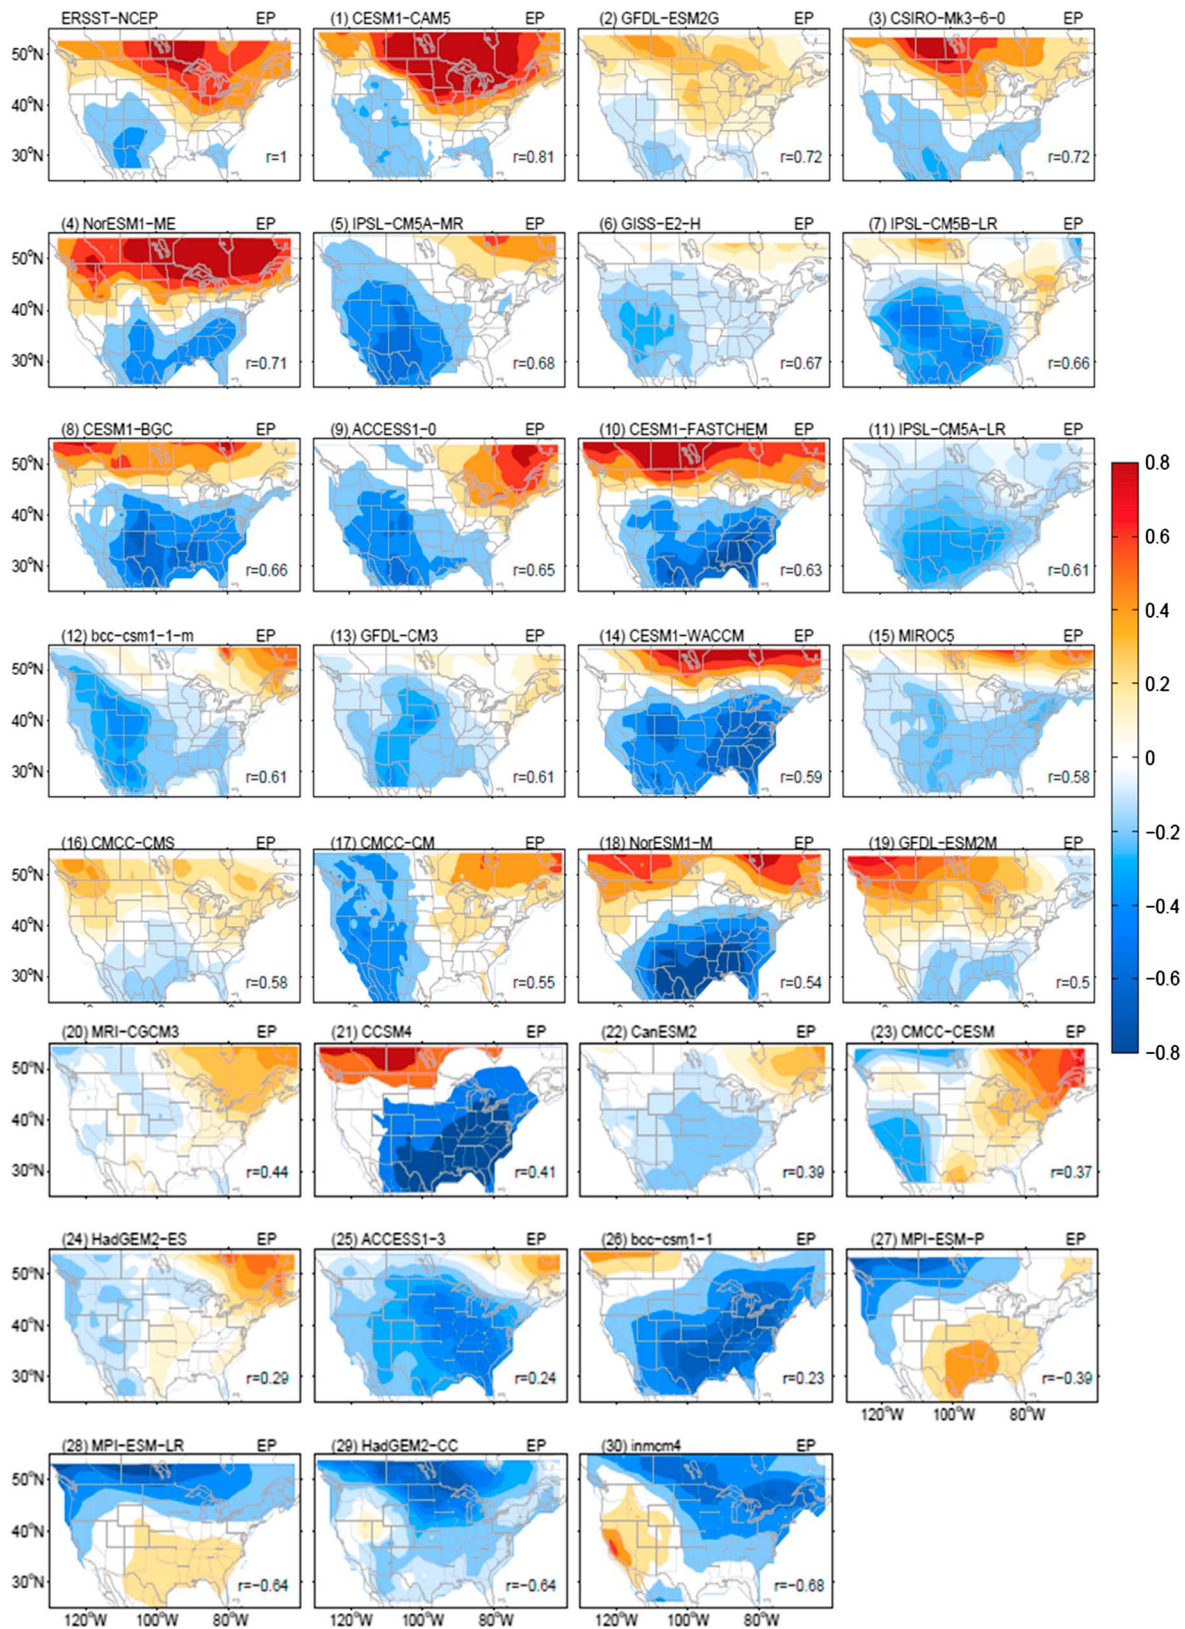 ERSST-NCEP EP (1) CESM1-CAM5 EP (2) GFDL-ESM2G EP (3) CSIRO-Mk3-6-0 EP
50°N
40°N
30°N
r=1 r=0.81 r=0.72 r=0.72
(4) NorESM1-ME EP (5) IPSL-CM5A-MR EP (6) GISS-E2-H EP (7) IPSL-CM5B-LR EP
50°N
40°N
30°N
r=0.71 r=0.68 r=0.67 r=0.66
(8) CESM1-BGC EP (9) ACCESS1-0 EP (10) CESM1-FASTCHEM EP (11) IPSL-CM5A-LR EP
50°N
40°N
30°N
r=0.66 r=0.65 r=0.63 r=0.61
(12) bcc-csm1-1-m EP (13) GFDL-CM3 EP (14) CESM1-WACCM EP (15) MIROC5 EP
50°N
40°N
30°N
r=0.61 r=0.61 r=0.59 r=0.58
(16) CMCC-CMS EP (17) CMCC-CM EP (18) NorESM1-M EP (19) GFDL-ESM2M EP
50°N
40°N
30°N
r=0.58 r=0.55 r=0.54 r=0.5
(20) MRI-CGCM3 EP (21) CCSM4 EP (22) CanESM2 EP (23) CMCC-CESM EP
50°N
40°N
30°N
r=0.44 r=0.41 r=0.39 r=0.37
(24) HadGEM2-ES EP (25) ACCESS1-3 EP (26) bcc-csm1-1 EP (27) MPI-ESM-P EP
50°N
40°N
30°N
r=0.29 r=0.24 r=0.23 r=-0.39
120°W 100°W 80°W
(28) MPI-ESM-LR EP (29) HadGEM2-CC EP (30) inmcm4 EP
50°N
40°N
30°N
r=-0.64 r=-0.64 r=-0.68
120°W 100°W 80°W 120°W 100°W 80°W 120°W 100°W 80°W
0.8
0.6
0.4
0.2
0
-0.2
-0.4
-0.6
-0.8